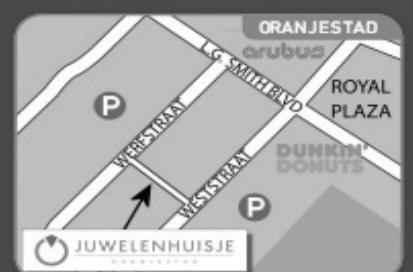 ORANJESTAD
arubus
L.G. SMITH BLVD
ROYAL
PLAZA
P
WERFSTRAAT
DUNKIN'
DONUTS
WESTSTRAAT
P
JUWELENHUISJE
ORANJESTAD